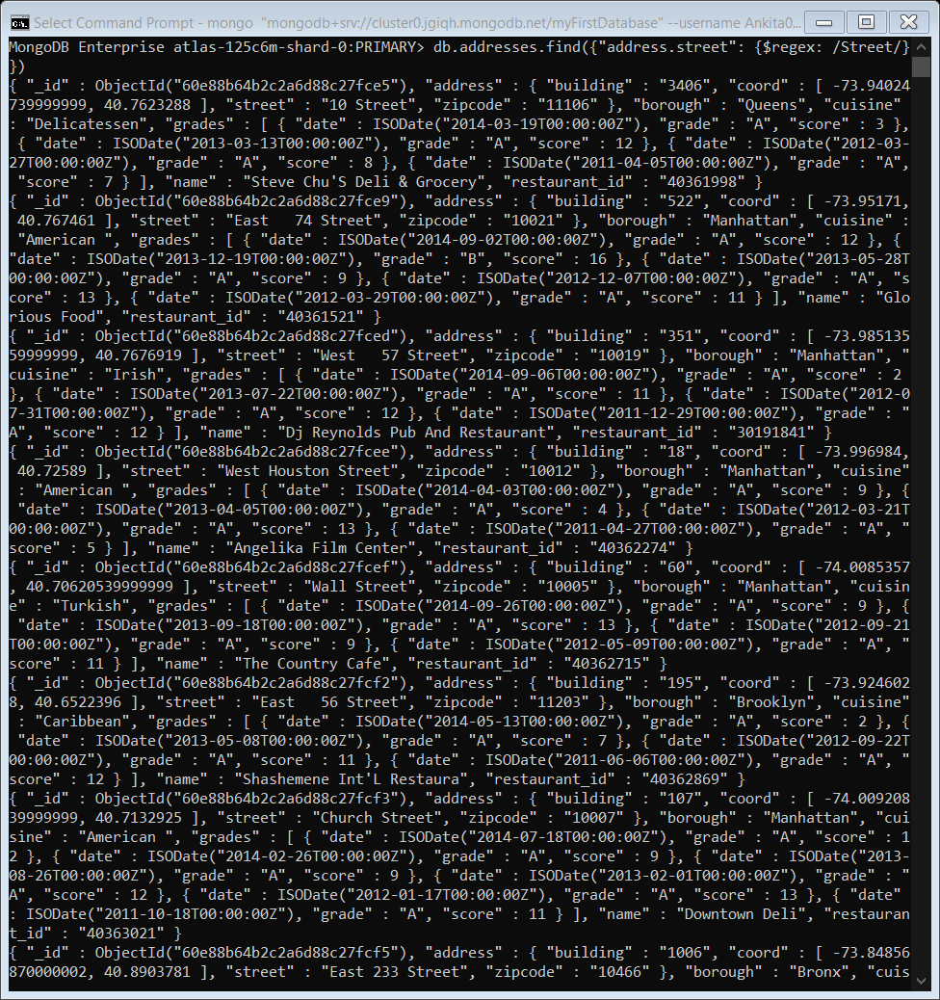 Select Command Prompt - mongo "mongodb+srv://cluster0.jgiqh.mongodb.net/myFirstDatabase" --username Ankita0...
MongoDB Enterprise atlas-125c6m-shard-0:PRIMARY> db.addresses.find({"address.street": {$regex: /Street/}
})
{ "_id" : ObjectId("60e88b64b2c2a6d88c27fce5"), "address" : { "building" : "3406", "coord" : [ -73.94024
739999999, 40.7623288 ], "street" : "10 Street", "zipcode" : "11106" }, "borough" : "Queens", "cuisine"
: "Delicatessen", "grades" : [ { "date" : ISODate("2014-03-19T00:00:00Z"), "grade" : "A", "score" : 3 },
{ "date" : ISODate("2013-03-13T00:00:00Z"), "grade" : "A", "score" : 12 }, { "date" : ISODate("2012-03-
27T00:00:00Z"), "grade" : "A", "score" : 8 }, { "date" : ISODate("2011-04-05T00:00:00Z"), "grade" : "A",
"score" : 7 } ], "name" : "Steve Chu'S Deli & Grocery", "restaurant_id" : "40361998" }
{ "_id" : ObjectId("60e88b64b2c2a6d88c27fce9"), "address" : { "building" : "522", "coord" : [ -73.95171,
40.767461 ], "street" : "East   74 Street", "zipcode" : "10021" }, "borough" : "Manhattan", "cuisine" :
"American ", "grades" : [ { "date" : ISODate("2014-09-02T00:00:00Z"), "grade" : "A", "score" : 12 }, {
"date" : ISODate("2013-12-19T00:00:00Z"), "grade" : "B", "score" : 16 }, { "date" : ISODate("2013-05-28T
00:00:00Z"), "grade" : "A", "score" : 9 }, { "date" : ISODate("2012-12-07T00:00:00Z"), "grade" : "A", "s
core" : 13 }, { "date" : ISODate("2012-03-29T00:00:00Z"), "grade" : "A", "score" : 11 } ], "name" : "Glo
rious Food", "restaurant_id" : "40361521" }
{ "_id" : ObjectId("60e88b64b2c2a6d88c27fced"), "address" : { "building" : "351", "coord" : [ -73.985135
59999999, 40.7676919 ], "street" : "West   57 Street", "zipcode" : "10019" }, "borough" : "Manhattan", "
cuisine" : "Irish", "grades" : [ { "date" : ISODate("2014-09-06T00:00:00Z"), "grade" : "A", "score" : 2
}, { "date" : ISODate("2013-07-22T00:00:00Z"), "grade" : "A", "score" : 11 }, { "date" : ISODate("2012-0
7-31T00:00:00Z"), "grade" : "A", "score" : 12 }, { "date" : ISODate("2011-12-29T00:00:00Z"), "grade" : "
A", "score" : 12 } ], "name" : "Dj Reynolds Pub And Restaurant", "restaurant_id" : "30191841" }
{ "_id" : ObjectId("60e88b64b2c2a6d88c27fcee"), "address" : { "building" : "18", "coord" : [ -73.996984,
40.72589 ], "street" : "West Houston Street", "zipcode" : "10012" }, "borough" : "Manhattan", "cuisine"
: "American ", "grades" : [ { "date" : ISODate("2014-04-03T00:00:00Z"), "grade" : "A", "score" : 9 }, {
"date" : ISODate("2013-04-05T00:00:00Z"), "grade" : "A", "score" : 4 }, { "date" : ISODate("2012-03-21T
00:00:00Z"), "grade" : "A", "score" : 13 }, { "date" : ISODate("2011-04-27T00:00:00Z"), "grade" : "A", "
score" : 5 } ], "name" : "Angelika Film Center", "restaurant_id" : "40362274" }
{ "_id" : ObjectId("60e88b64b2c2a6d88c27fcef"), "address" : { "building" : "60", "coord" : [ -74.0085357
, 40.70620539999999 ], "street" : "Wall Street", "zipcode" : "10005" }, "borough" : "Manhattan", "cuisin
e" : "Turkish", "grades" : [ { "date" : ISODate("2014-09-26T00:00:00Z"), "grade" : "A", "score" : 9 }, {
"date" : ISODate("2013-09-18T00:00:00Z"), "grade" : "A", "score" : 13 }, { "date" : ISODate("2012-09-21
T00:00:00Z"), "grade" : "A", "score" : 9 }, { "date" : ISODate("2012-05-09T00:00:00Z"), "grade" : "A", "
score" : 11 } ], "name" : "The Country Cafe", "restaurant_id" : "40362715" }
{ "_id" : ObjectId("60e88b64b2c2a6d88c27fcf2"), "address" : { "building" : "195", "coord" : [ -73.924602
8, 40.6522396 ], "street" : "East   56 Street", "zipcode" : "11203" }, "borough" : "Brooklyn", "cuisine"
: "Caribbean", "grades" : [ { "date" : ISODate("2014-05-13T00:00:00Z"), "grade" : "A", "score" : 2 }, {
"date" : ISODate("2013-05-08T00:00:00Z"), "grade" : "A", "score" : 7 }, { "date" : ISODate("2012-09-22T
00:00:00Z"), "grade" : "A", "score" : 11 }, { "date" : ISODate("2011-06-06T00:00:00Z"), "grade" : "A", "
score" : 12 } ], "name" : "Shashemene Int'L Restaura", "restaurant_id" : "40362869" }
{ "_id" : ObjectId("60e88b64b2c2a6d88c27fcf3"), "address" : { "building" : "107", "coord" : [ -74.009208
39999999, 40.7132925 ], "street" : "Church Street", "zipcode" : "10007" }, "borough" : "Manhattan", "cui
sine" : "American ", "grades" : [ { "date" : ISODate("2014-07-18T00:00:00Z"), "grade" : "A", "score" : 1
2 }, { "date" : ISODate("2014-02-26T00:00:00Z"), "grade" : "A", "score" : 9 }, { "date" : ISODate("2013-
08-26T00:00:00Z"), "grade" : "A", "score" : 9 }, { "date" : ISODate("2013-02-01T00:00:00Z"), "grade" : "
A", "score" : 12 }, { "date" : ISODate("2012-01-17T00:00:00Z"), "grade" : "A", "score" : 13 }, { "date"
: ISODate("2011-10-18T00:00:00Z"), "grade" : "A", "score" : 11 } ], "name" : "Downtown Deli", "restauran
t_id" : "40363021" }
{ "_id" : ObjectId("60e88b64b2c2a6d88c27fcf5"), "address" : { "building" : "1006", "coord" : [ -73.84856
870000002, 40.8903781 ], "street" : "East 233 Street", "zipcode" : "10466" }, "borough" : "Bronx", "cuis